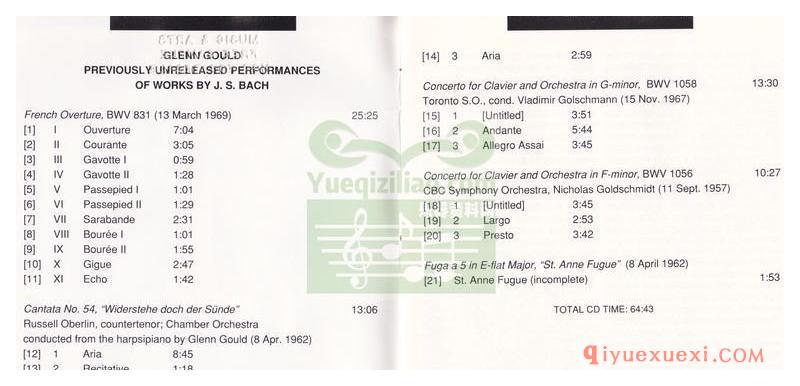 GLENN GOULD
PREVIOUSLY UNRELEASED PERFORMANCES
OF WORKS BY J. S. BACH
French Overture, BWV 831 (13 March 1969) 25:25
[1] I Ouverture 7:04
[2] II Courante 3:05
[3] III Gavotte I 0:59
[4] IV Gavotte II 1:28
[5] V Passepied I 1:01
[6] VI Passepied II 1:29
[7] VII Sarabande 2:31
[8] VIII Bourée I 1:01
[9] IX Bourée II 1:55
[10] X Gigue 2:47
[11] XI Echo 1:42
Cantata No. 54, "Widerstehe doch der Sünde" 13:06
Russell Oberlin, countertenor; Chamber Orchestra
conducted from the harpsipiano by Glenn Gould (8 Apr. 1962)
[12] 1 Aria 8:45
[13] 2 Recitative 1:18
[14] 3 Aria 2:59
Concerto for Clavier and Orchestra in G-minor, BWV 1058 13:30
Toronto S.O., cond. Vladimir Golschmann (15 Nov. 1967)
[15] 1 [Untitled] 3:51
[16] 2 Andante 5:44
[17] 3 Allegro Assai 3:45
Concerto for Clavier and Orchestra in F-minor, BWV 1056 10:27
CBC Symphony Orchestra, Nicholas Goldschmidt (11 Sept. 1957)
[18] 1 [Untitled] 3:45
[19] 2 Largo 2:53
[20] 3 Presto 3:42
Fuga a 5 in E-flat Major, "St. Anne Fugue" (8 April 1962)
[21] St. Anne Fugue (incomplete) 1:53
TOTAL CD TIME: 64:43
Yueqiziliao.com
qiyuexuexi.com